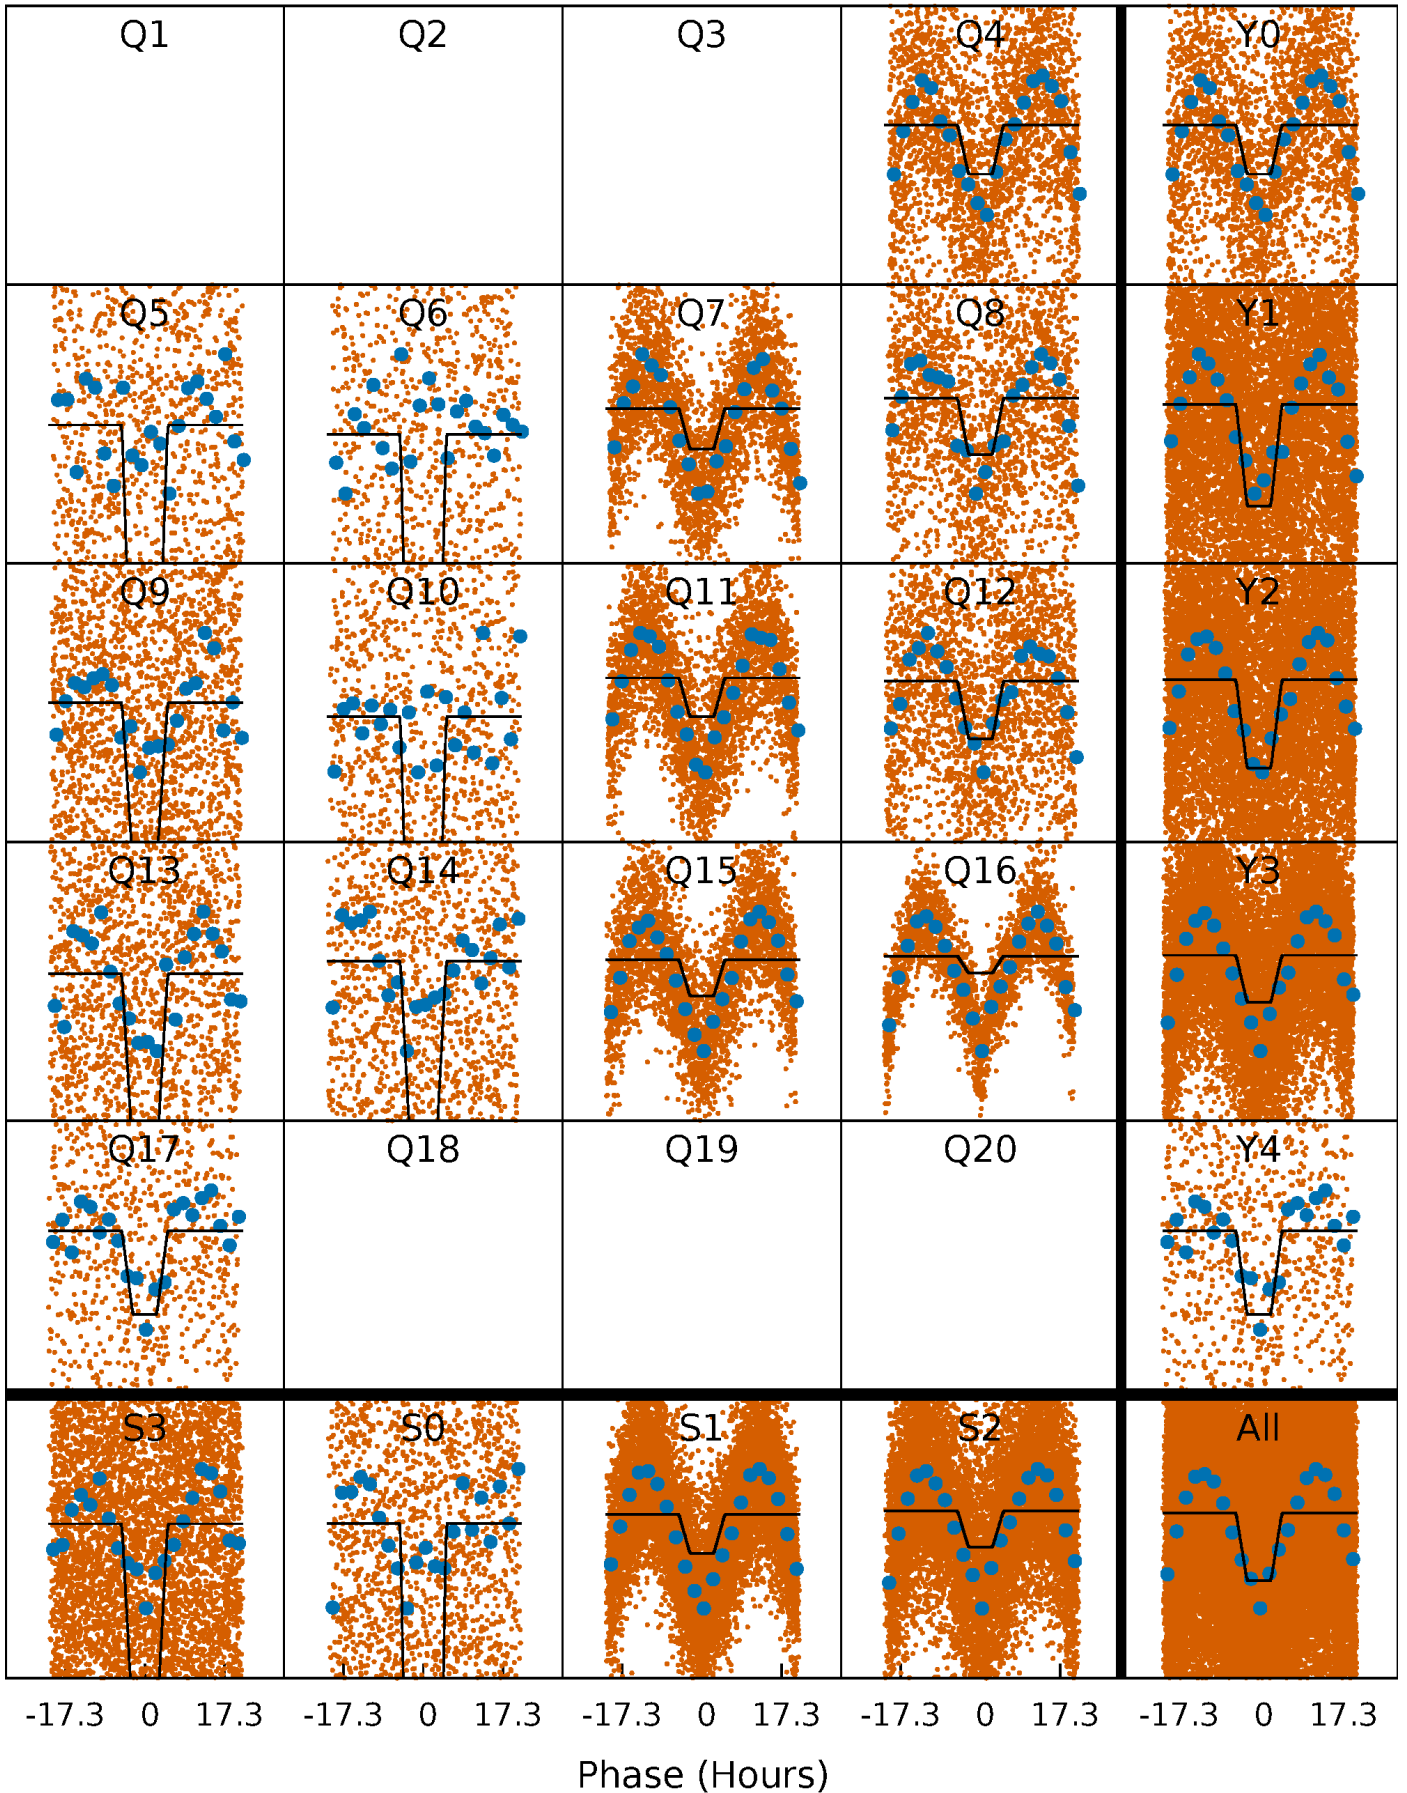 Q1 Q2 Q3 Q4 Y0
Q5 Q6 Q7 Q8 Y1
Q9 Q10 Q11 Q12 Y2
Q13 Q14 Q15 Q16 Y3
Q17 Q18 Q19 Q20 Y4
S3 S0 S1 S2 All
-17.3 0 17.3 -17.3 0 17.3 -17.3 0 17.3 -17.3 0 17.3 -17.3 0 17.3
Phase (Hours)